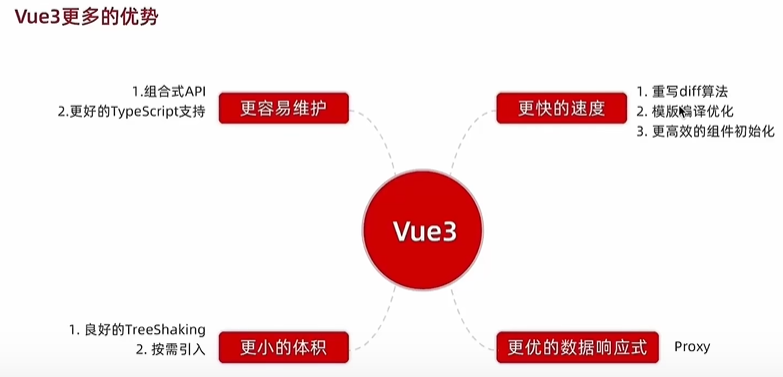 Vue3更多的优势
1.组合式API
2.更好的TypeScript支持
更容易维护
更快的速度
1. 重写diff算法
2. 模版编译优化
3. 更高效的组件初始化
Vue3
1. 良好的TreeShaking
2. 按需引入
更小的体积
更优的数据响应式
Proxy